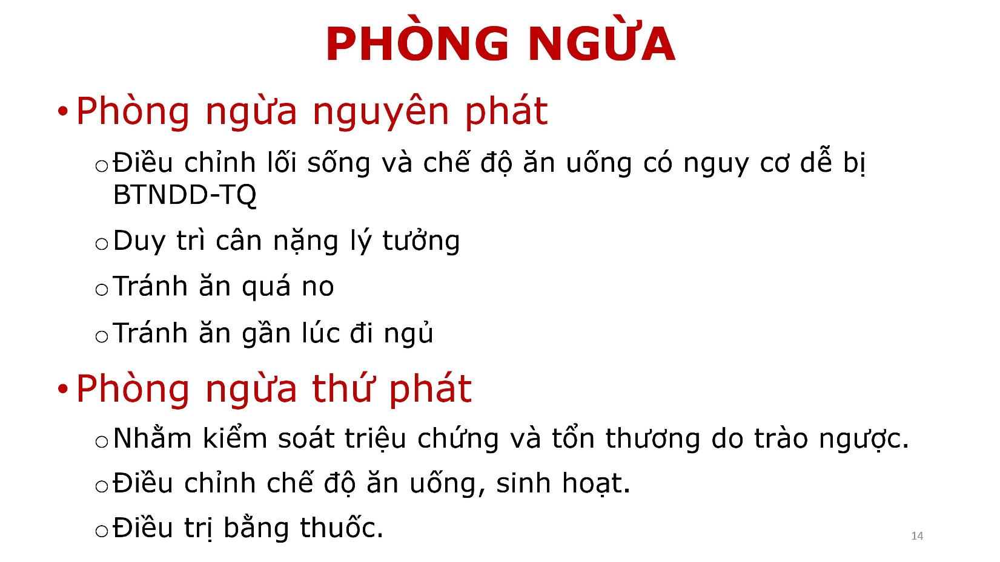 PHÒNG NGỪA
• Phòng ngừa nguyên phát
o Điều chỉnh lối sống và chế độ ăn uống có nguy cơ dễ bị
BTNDD-TQ
o Duy trì cân nặng lý tưởng
o Tránh ăn quá no
o Tránh ăn gần lúc đi ngủ
• Phòng ngừa thứ phát
o Nhằm kiểm soát triệu chứng và tổn thương do trào ngược.
o Điều chỉnh chế độ ăn uống, sinh hoạt.
o Điều trị bằng thuốc.
14